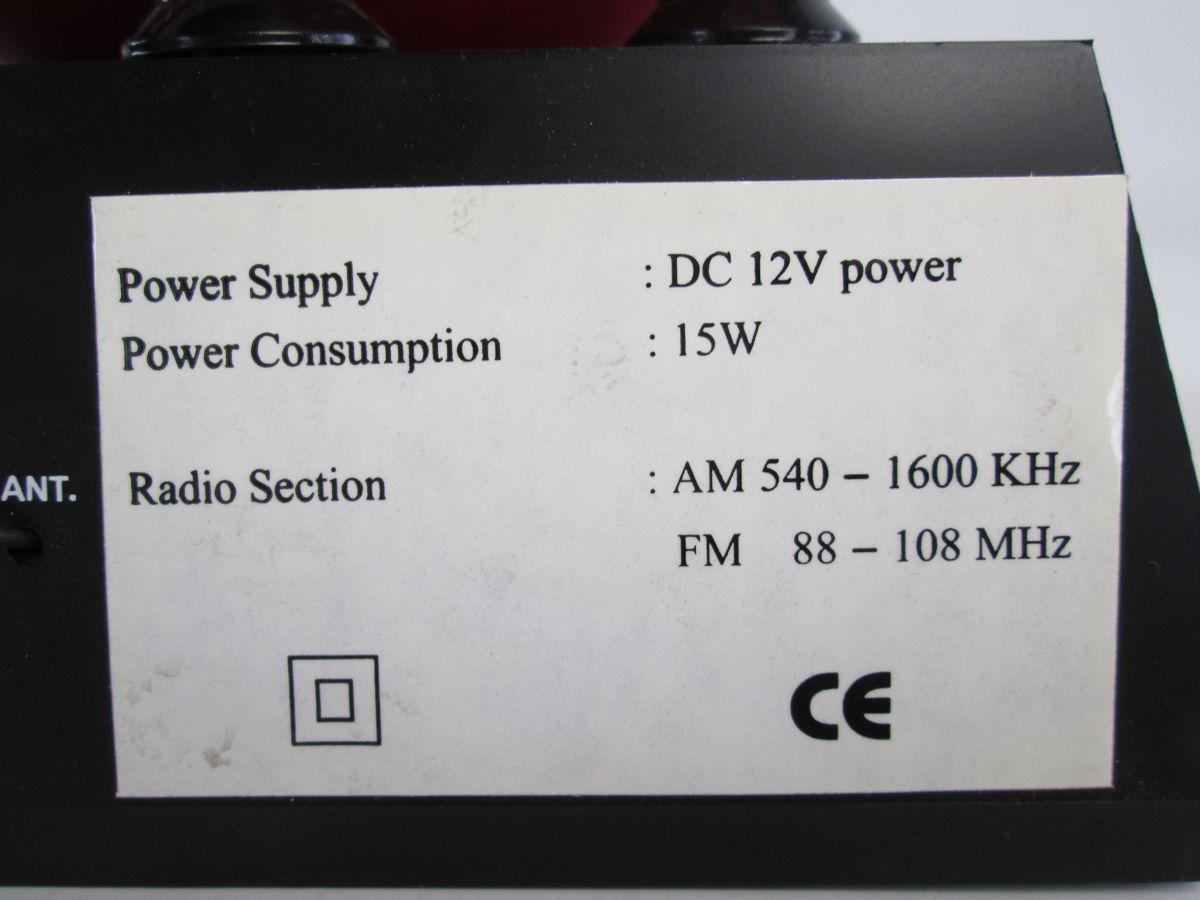 Power Supply : DC 12V power
Power Consumption : 15W
ANT.
Radio Section : AM 540 – 1600 KHz
FM 88 – 108 MHz
CE